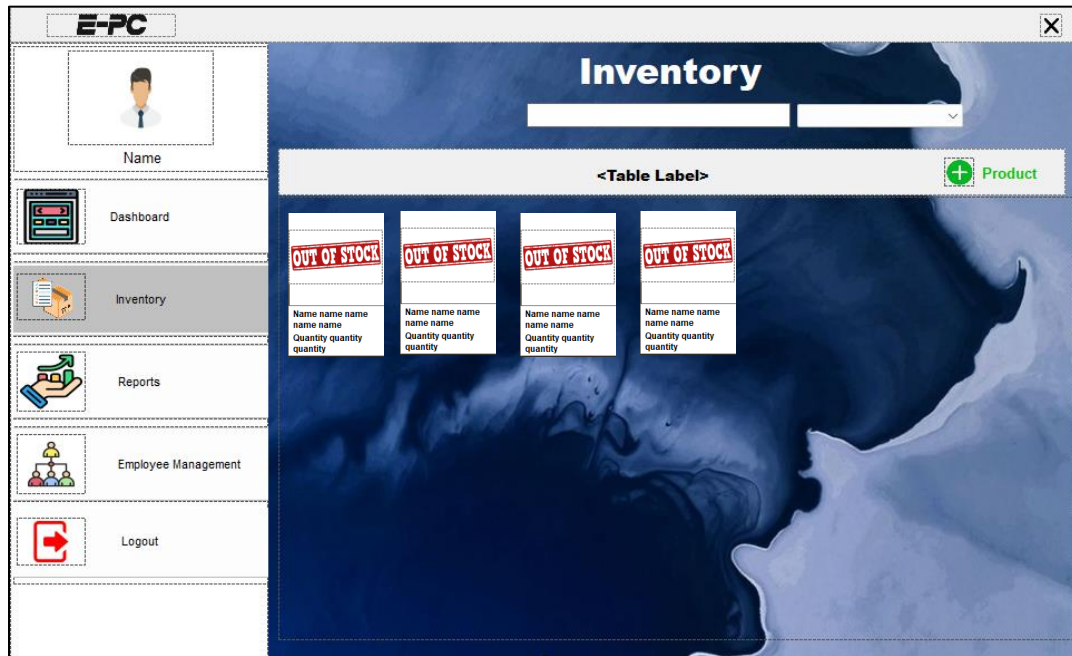 E-PC
Name
Dashboard
Inventory
Reports
Employee Management
Logout
Inventory
<Table Label>
Product
OUT OF STOCK
Name name name
name name
Quantity quantity
quantity
OUT OF STOCK
Name name name
name name
Quantity quantity
quantity
OUT OF STOCK
Name name name
name name
Quantity quantity
quantity
OUT OF STOCK
Name name name
name name
Quantity quantity
quantity